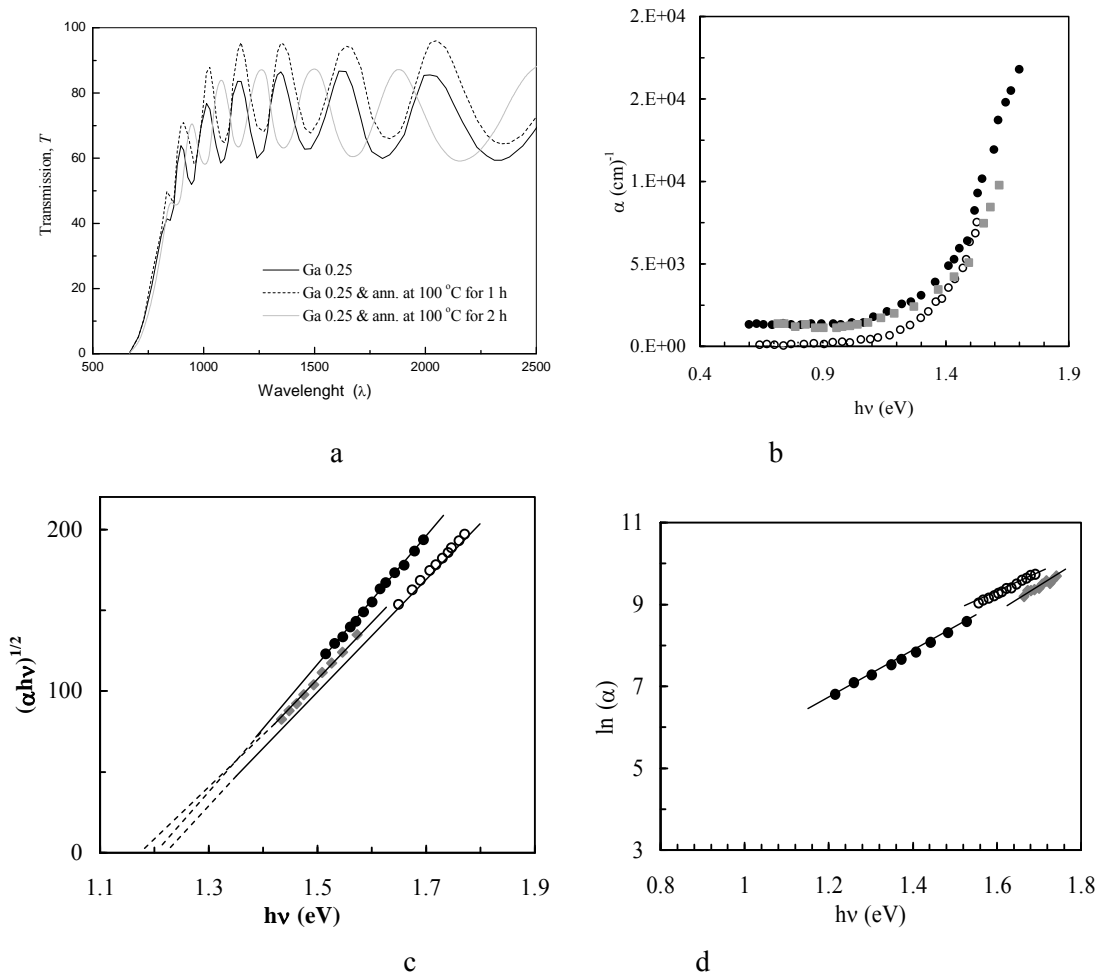 Transmission, T
100
80
60
40
20
0
500 1000 1500 2000 2500
Wavelenght (λ)
Ga 0.25
Ga 0.25 & ann. at 100 °C for 1 h
Ga 0.25 & ann. at 100 °C for 2 h
a
α (cm)⁻¹
2.E+04
2.E+04
1.E+04
5.E+03
0.E+00
0.4 0.9 1.4 1.9
hν (eV)
b
(αhν)^1/2
200
100
0
1.1 1.3 1.5 1.7 1.9
hν (eV)
c
ln (α)
11
9
7
5
3
0.8 1 1.2 1.4 1.6 1.8
hν (eV)
d